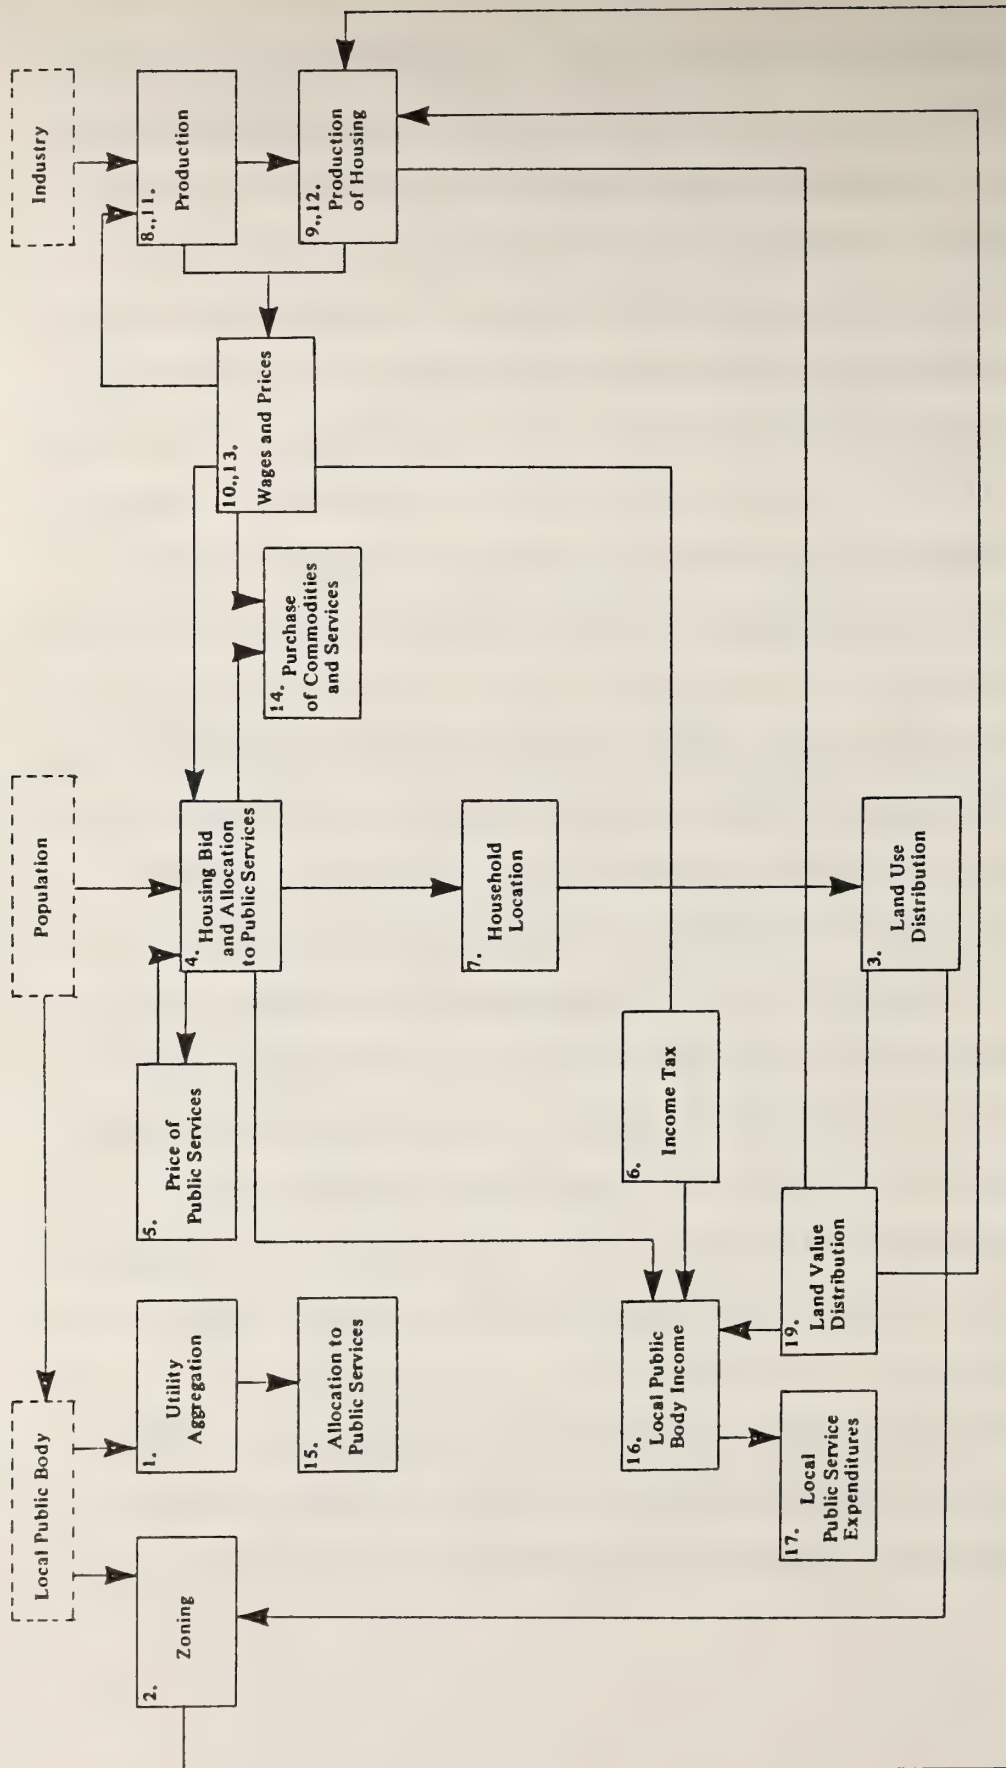 Local Public Body
Population
Industry
2.
Zoning
1.
Utility
Aggregation
5.
Price of
Public Services
4. Housing Bid
and Allocation
to Public Services
10.,13.
Wages and Prices
8.,11.
Production
15.
Allocation to
Public Services
14. Purchase
of Commodities
and Services
9.,12.
Production
of Housing
7.
Household
Location
16.
Local Public
Body Income
6.
Income Tax
17. Local
Public Service
Expenditures
19.
Land Value
Distribution
3.
Land Use
Distribution